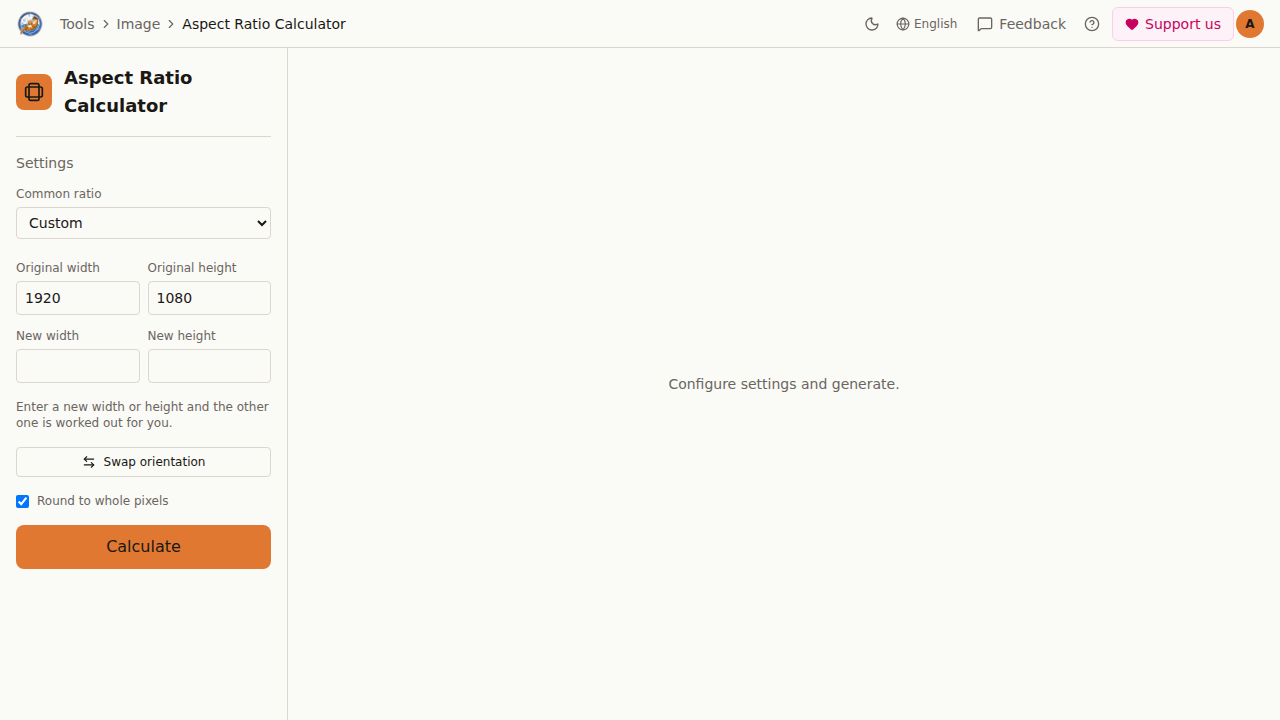 Tools > Image > Aspect Ratio Calculator
English
Feedback
Support us
A
Aspect Ratio
Calculator
Settings
Common ratio
Custom
Original width
Original height
1920
1080
New width
New height
Enter a new width or height and the other
one is worked out for you.
Swap orientation
Round to whole pixels
Calculate
Configure settings and generate.